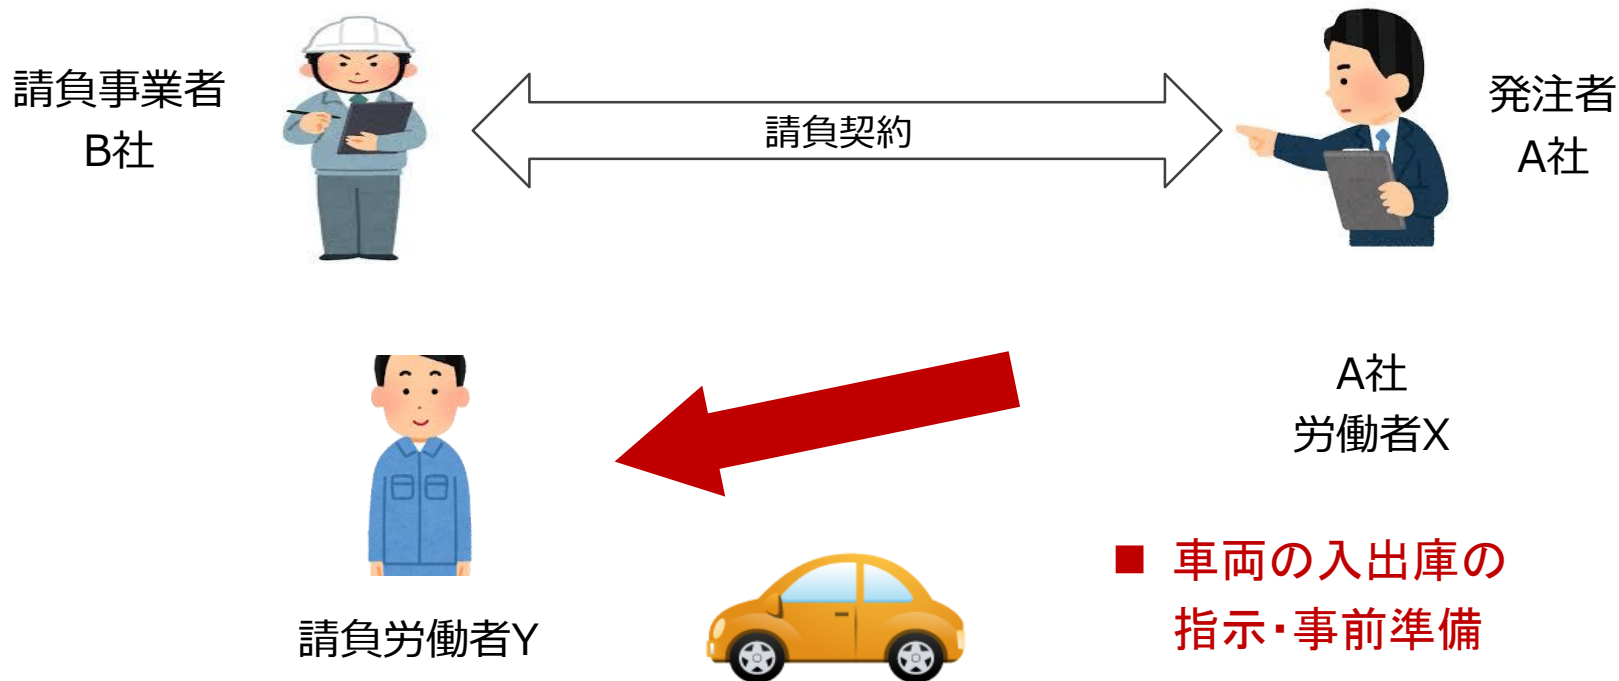 請負事業者
B社
請負契約
発注者
A社
A社
労働者X
請負労働者Y
■ 車両の入出庫の
指示・事前準備